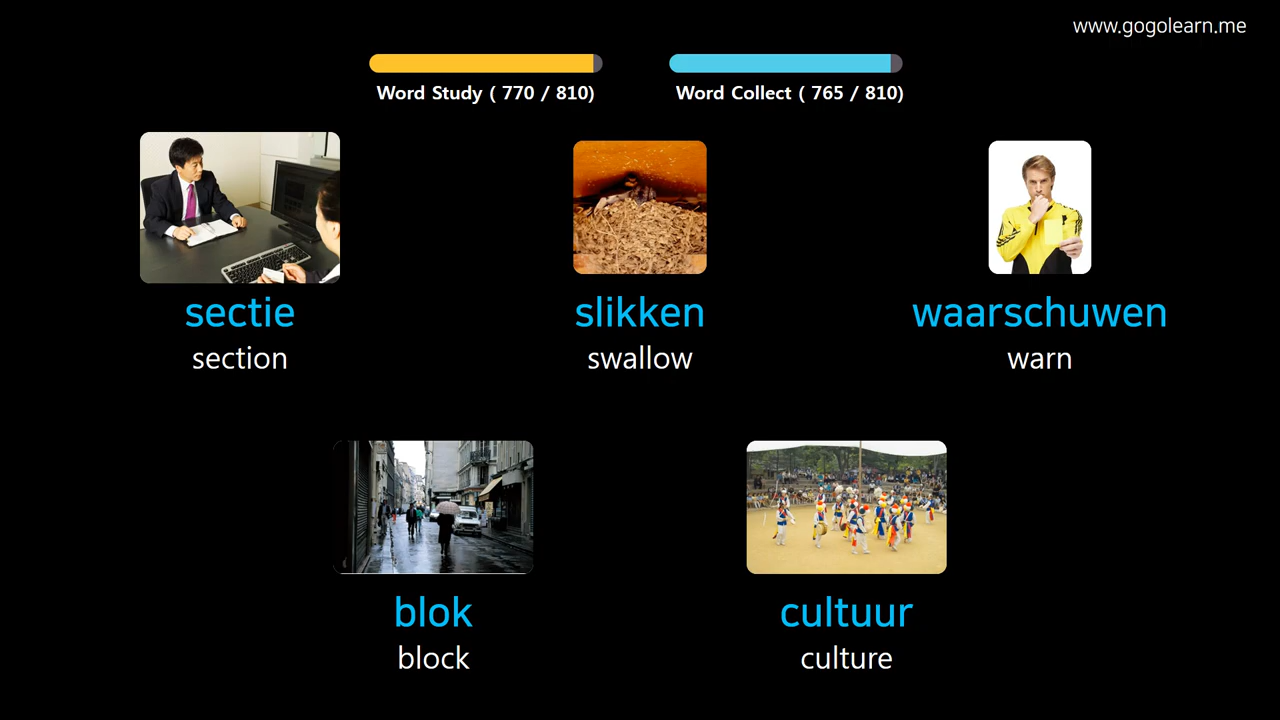 www.gogolearn.me
Word Study ( 770 / 810)
Word Collect ( 765 / 810)
sectie
section
slikken
swallow
waarschuwen
warn
blok
block
cultuur
culture